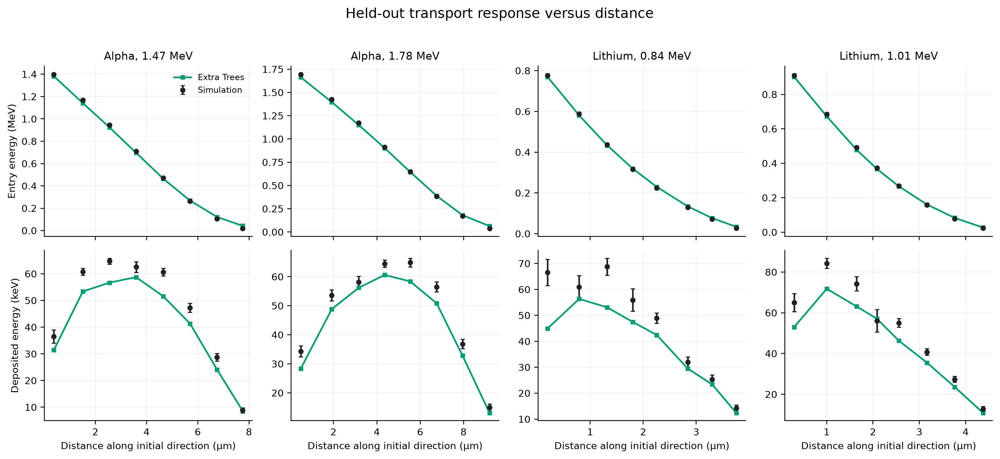 Held-out transport response versus distance
Alpha, 1.47 MeV
Alpha, 1.78 MeV
Lithium, 0.84 MeV
Lithium, 1.01 MeV
Entry energy (MeV)
1.4
1.2
1.0
0.8
0.6
0.4
0.2
0.0
Extra Trees
Simulation
1.75
1.50
1.25
1.00
0.75
0.50
0.25
0.00
0.8
0.6
0.4
0.2
0.0
0.8
0.6
0.4
0.2
0.0
Deposited energy (keV)
60
50
40
30
20
10
2 4 6 8
Distance along initial direction (μm)
60
50
40
30
20
2 4 6 8
Distance along initial direction (μm)
70
60
50
40
30
20
10
1 2 3
Distance along initial direction (μm)
80
60
40
20
1 2 3 4
Distance along initial direction (μm)